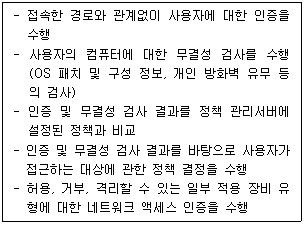 - 접속한 경로와 관계없이 사용자에 대한 인증을
수행
- 사용자의 컴퓨터에 대한 무결성 검사를 수행
(OS 패치 및 구성 정보, 개인 방화벽 유무 등
의 검사)
- 인증 및 무결성 검사 결과를 정책 관리서버에
설정된 정책과 비교
- 인증 및 무결성 검사 결과를 바탕으로 사용자가
접근하는 대상에 관한 정책 결정을 수행
- 허용, 거부, 격리할 수 있는 일부 적용 장비 유
형에 대한 네트워크 액세스 인증을 수행